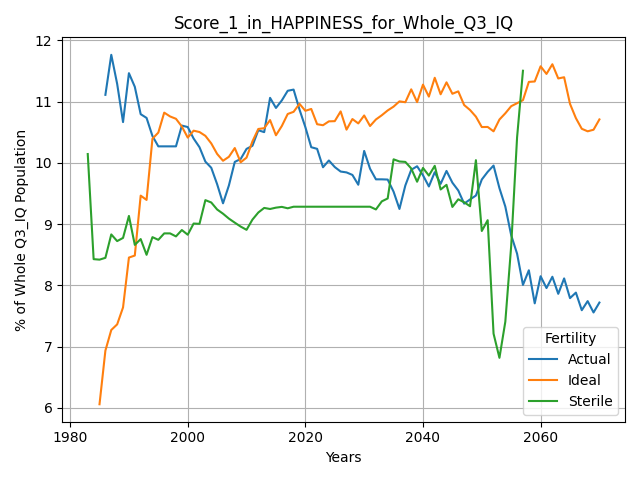 Score_1_in_HAPPINESS_for_Whole_Q3_IQ
% of Whole Q3_IQ Population
12
11
10
9
8
7
6
1980
2000
2020
2040
2060
Years
Fertility
Actual
Ideal
Sterile